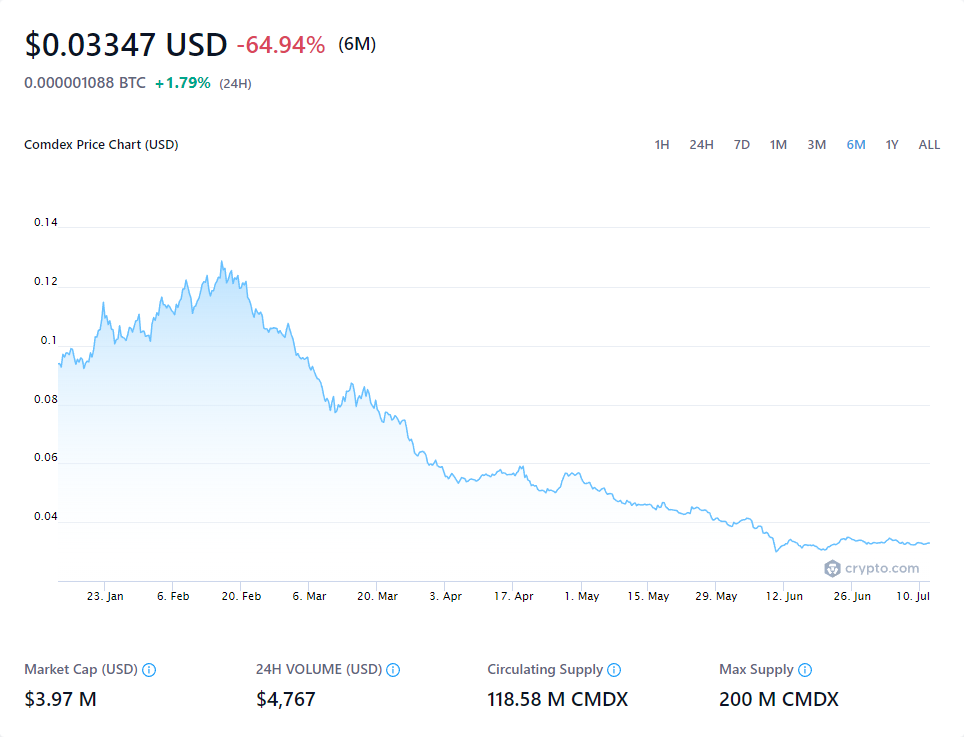 $0.03347 USD -64.94% (6M)
0.000001088 BTC +1.79% (24H)
Comdex Price Chart (USD)
1H 24H 7D 1M 3M 6M 1Y ALL
0.14
0.12
0.1
0.08
0.06
0.04
crypto.com
23. Jan 6. Feb 20. Feb 6. Mar 20. Mar 3. Apr 17. Apr 1. May 15. May 29. May 12. Jun 26. Jun 10. Jul
Market Cap (USD) 24H VOLUME (USD) Circulating Supply Max Supply
$3.97 M $4,767 118.58 M CMDX 200 M CMDX